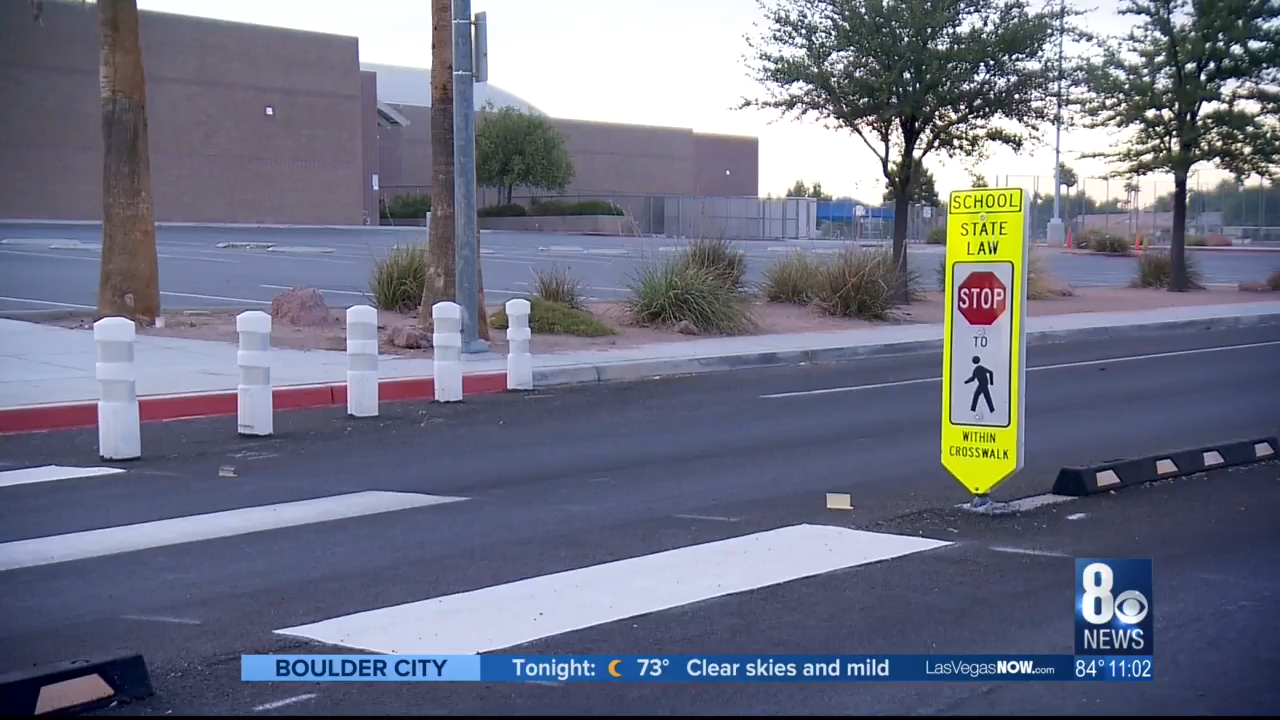 SCHOOL
STATE
LAW
STOP
TO
WITHIN
CROSSWALK
8
NEWS
BOULDER CITY Tonight: 73° Clear skies and mild LasVegasNOW.com 84° 11:02